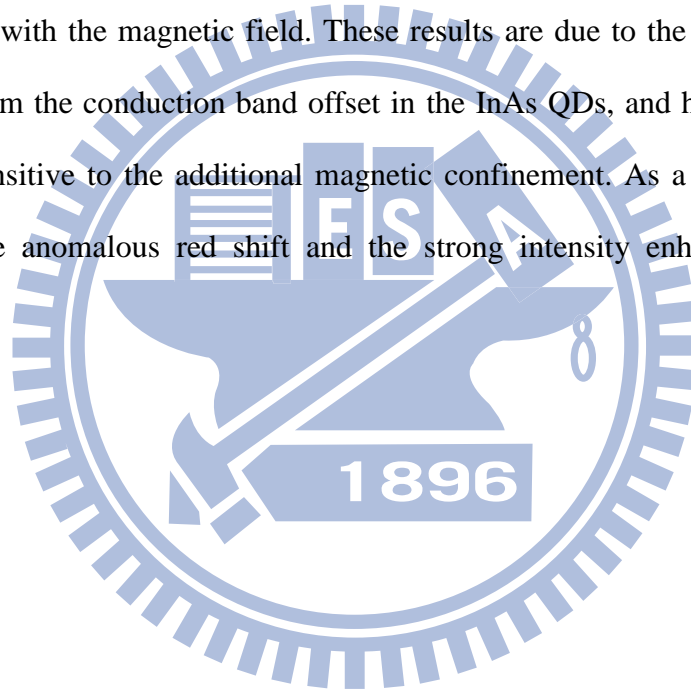 with the magnetic field. These results are due to the
m the conduction band offset in the InAs QDs, and h
nsitive to the additional magnetic confinement. As a
e anomalous red shift and the strong intensity enh
E S A
1896